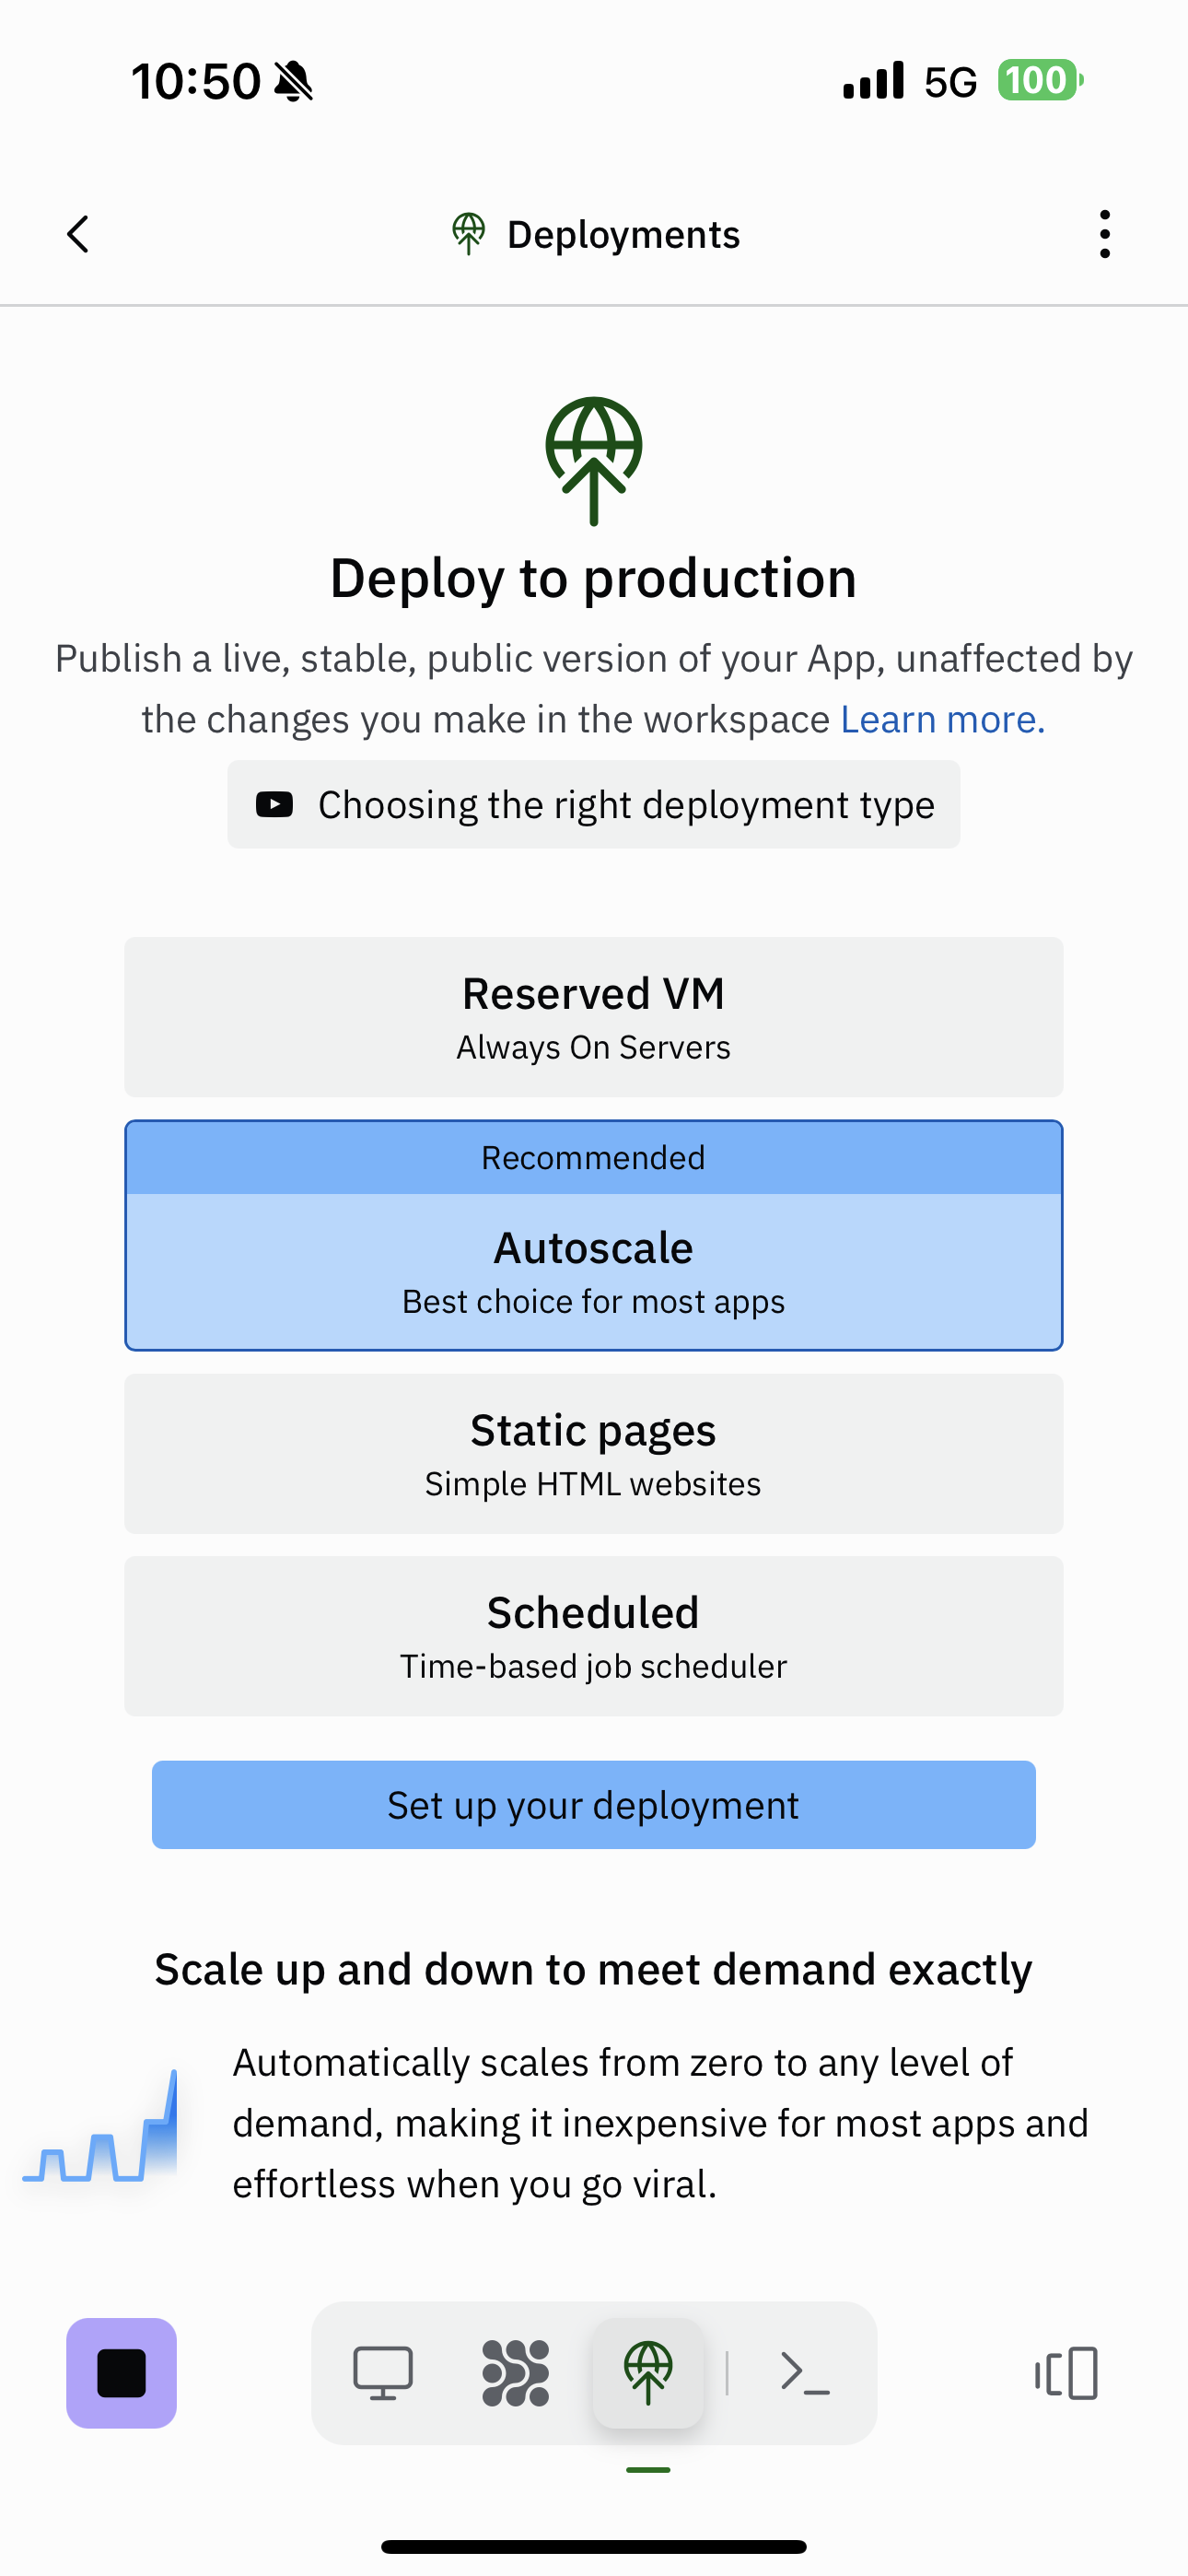 10:50
5G
100
Deployments
Deploy to production
Publish a live, stable, public version of your App, unaffected by
the changes you make in the workspace Learn more.
Choosing the right deployment type
Reserved VM
Always On Servers
Recommended
Autoscale
Best choice for most apps
Static pages
Simple HTML websites
Scheduled
Time-based job scheduler
Set up your deployment
Scale up and down to meet demand exactly
Automatically scales from zero to any level of
demand, making it inexpensive for most apps and
effortless when you go viral.